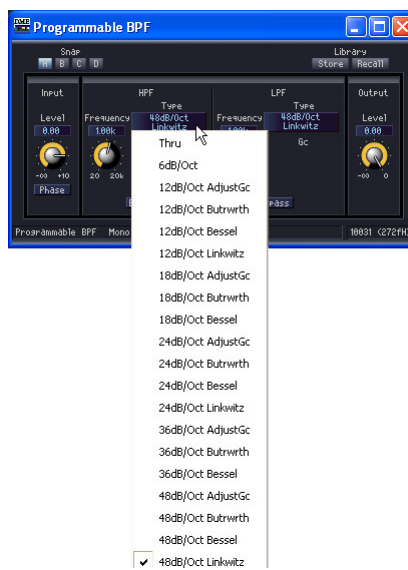 Programmable BPF
Snap
A B C D
Library
Store Recall
Input
HPF
LPF
Output
Type
Type
Level
Frequency
48dB/Oct
Linkwitz
Frequency
48dB/Oct
Linkwitz
Level
0.00
1.00k
0.00
Gc
-∞ +10
20 20k
-∞ 0
Phase
Programmable BPF Mono
10031 (272fH)
Thru
6dB/Oct
12dB/Oct AdjustGc
12dB/Oct Butrwrth
12dB/Oct Bessel
12dB/Oct Linkwitz
18dB/Oct AdjustGc
18dB/Oct Butrwrth
18dB/Oct Bessel
24dB/Oct AdjustGc
24dB/Oct Butrwrth
24dB/Oct Bessel
24dB/Oct Linkwitz
36dB/Oct AdjustGc
36dB/Oct Butrwrth
36dB/Oct Bessel
48dB/Oct AdjustGc
48dB/Oct Butrwrth
48dB/Oct Bessel
48dB/Oct Linkwitz